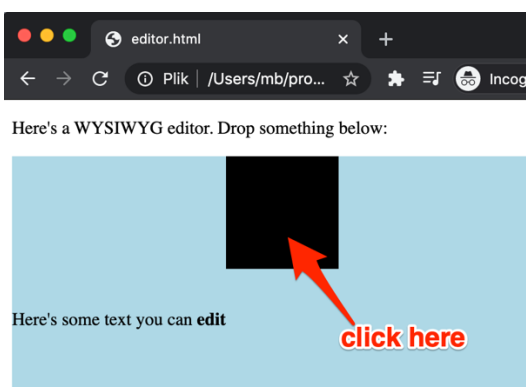 editor.html
Plik /Users/mb/pro...
Incog
Here's a WYSIWYG editor. Drop something below:
Here's some text you can edit
click here